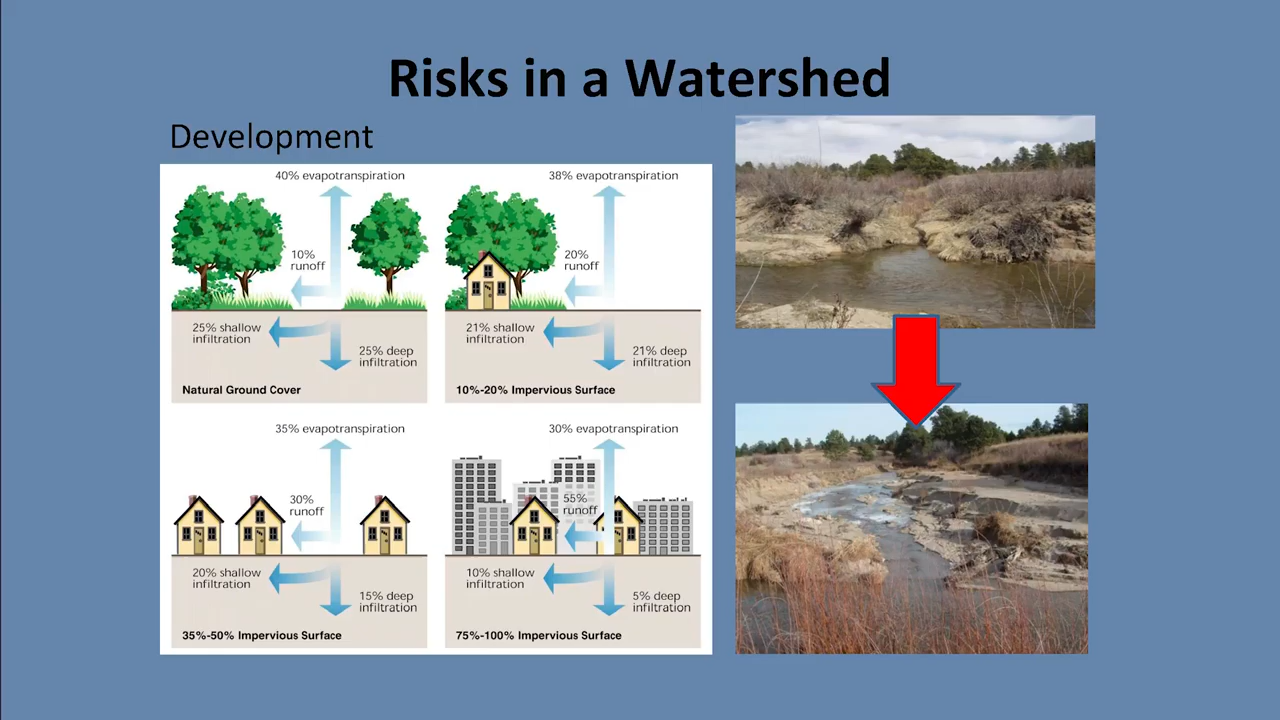 Risks in a Watershed
Development
40% evapotranspiration
10%
runoff
25% shallow
infiltration
25% deep
infiltration
Natural Ground Cover
38% evapotranspiration
20%
runoff
21% shallow
infiltration
21% deep
infiltration
10%-20% Impervious Surface
35% evapotranspiration
30%
runoff
20% shallow
infiltration
15% deep
infiltration
35%-50% Impervious Surface
30% evapotranspiration
55%
runoff
10% shallow
infiltration
5% deep
infiltration
75%-100% Impervious Surface